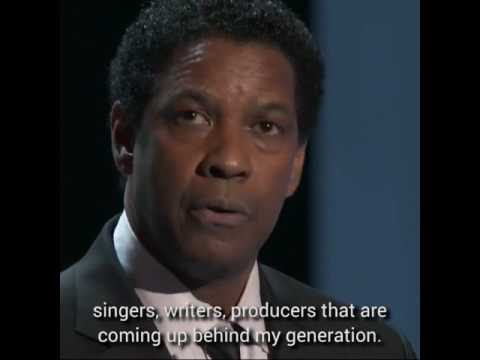 singers, writers, producers that are
coming up behind my generation.